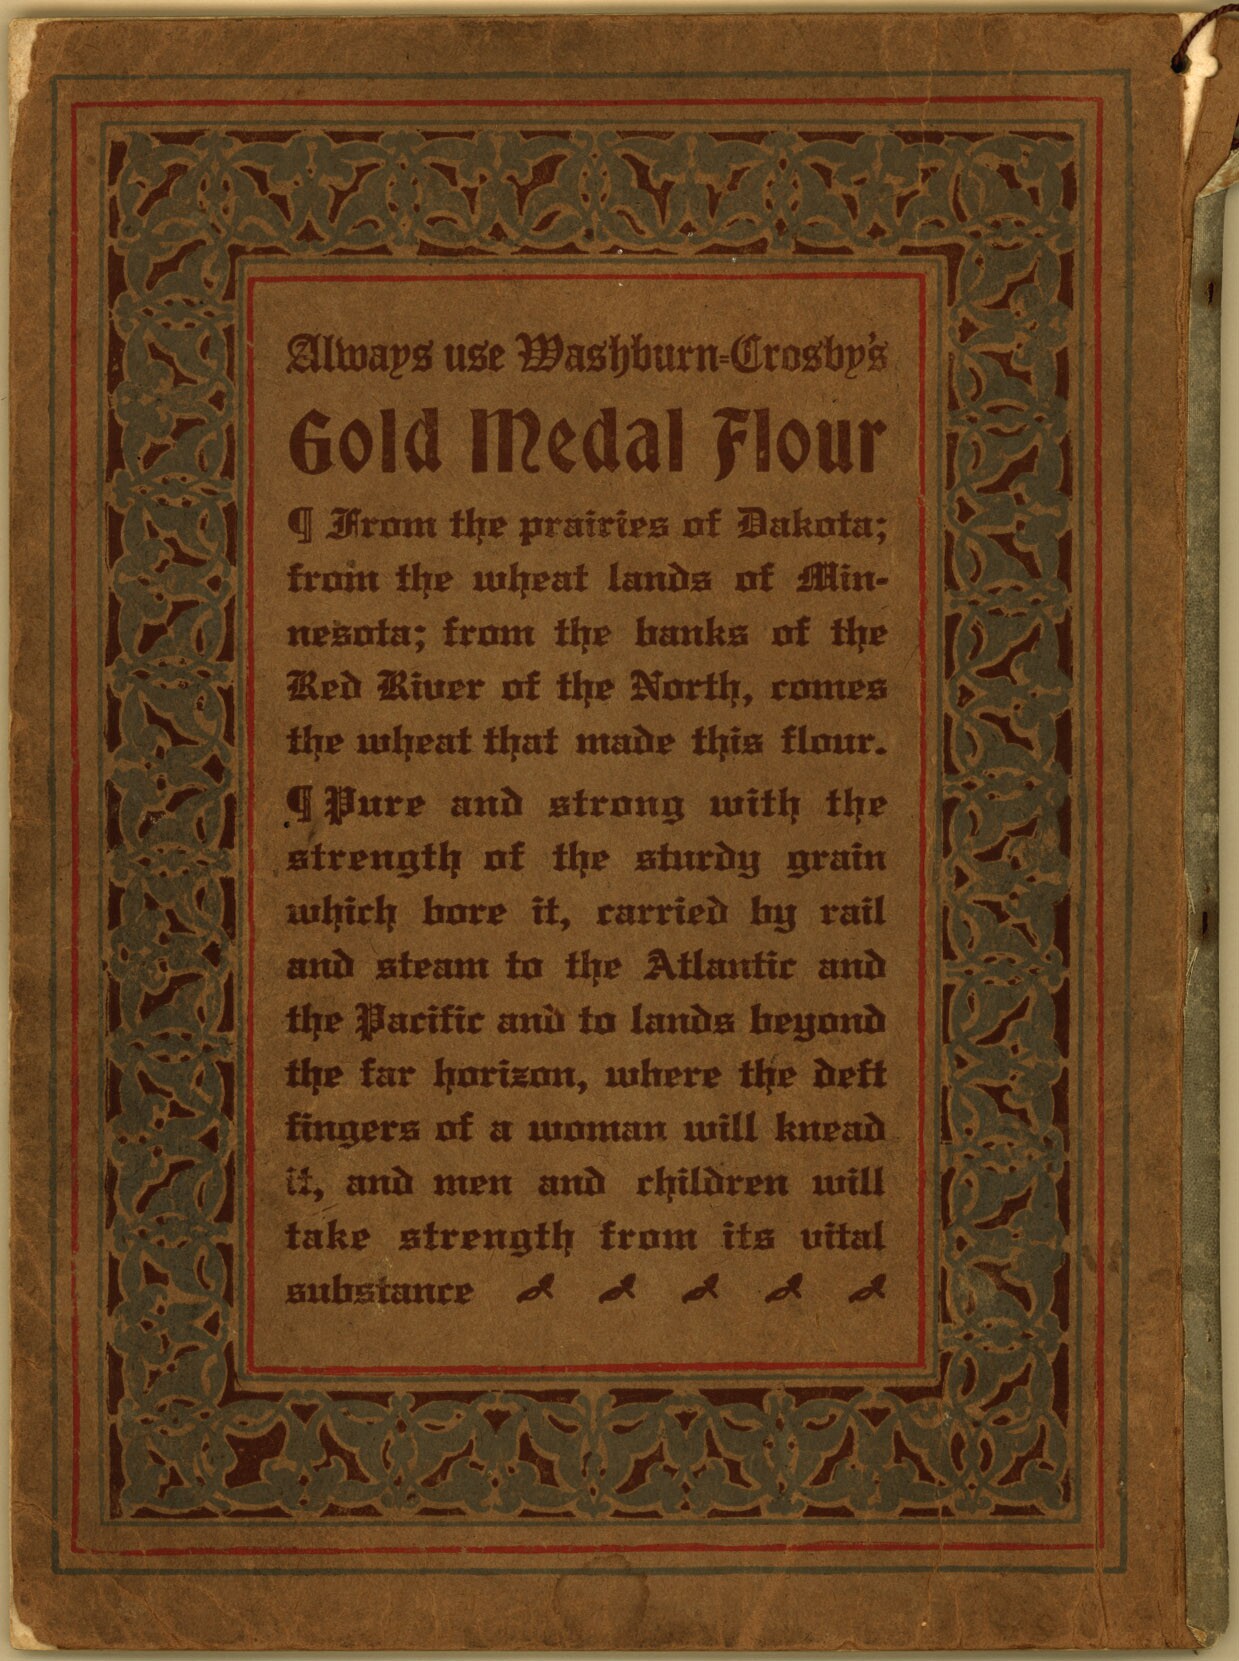 Always use Washburn=Crosby's
Gold Medal Flour
¶ From the prairies of Dakota;
from the wheat lands of Min-
nesota; from the banks of the
Red River of the North, comes
the wheat that made this flour.
¶ Pure and strong with the
strength of the sturdy grain
which bore it, carried by rail
and steam to the Atlantic and
the Pacific and to lands beyond
the far horizon, where the deft
fingers of a woman will knead
it, and men and children will
take strength from its vital
substance